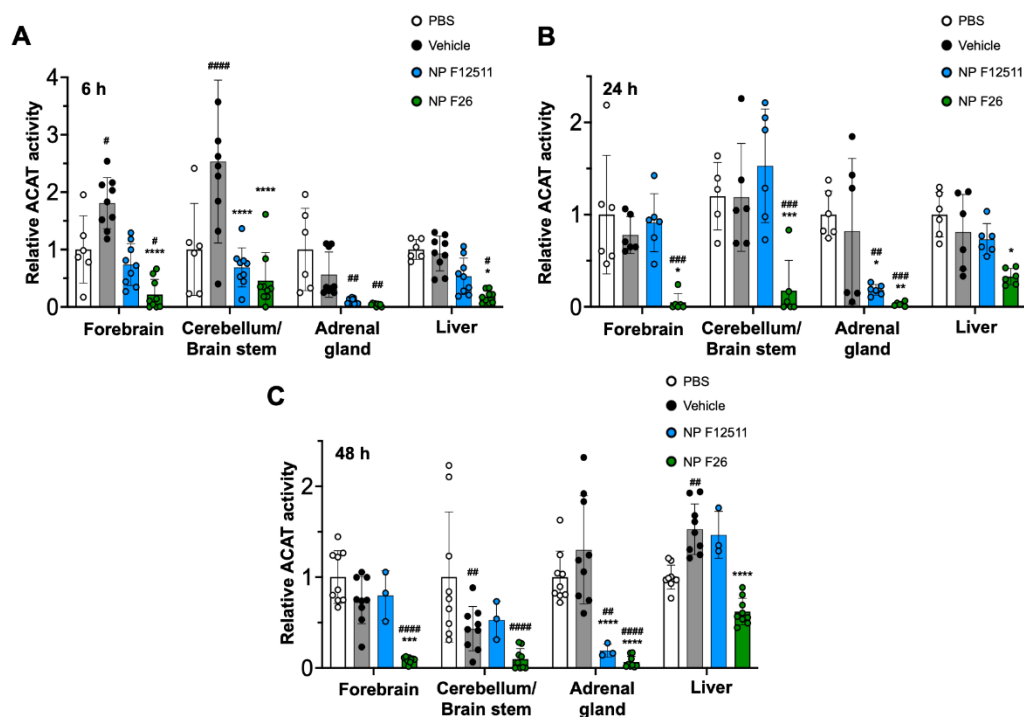 A
PBS
Vehicle
NP F12511
NP F26
6 h
Relative ACAT activity
4
3
2
1
0
#
#
****
####
****
****
##
##
#
*
Forebrain
Cerebellum/
Brain stem
Adrenal
gland
Liver
B
PBS
Vehicle
NP F12511
NP F26
24 h
Relative ACAT activity
2
1
0
###
*
###
***
##
*
###
**
*
Forebrain
Cerebellum/
Brain stem
Adrenal
gland
Liver
C
PBS
Vehicle
NP F12511
NP F26
48 h
Relative ACAT activity
2
1
0
####
***
##
####
##
****
####
****
##
****
Forebrain
Cerebellum/
Brain stem
Adrenal
gland
Liver